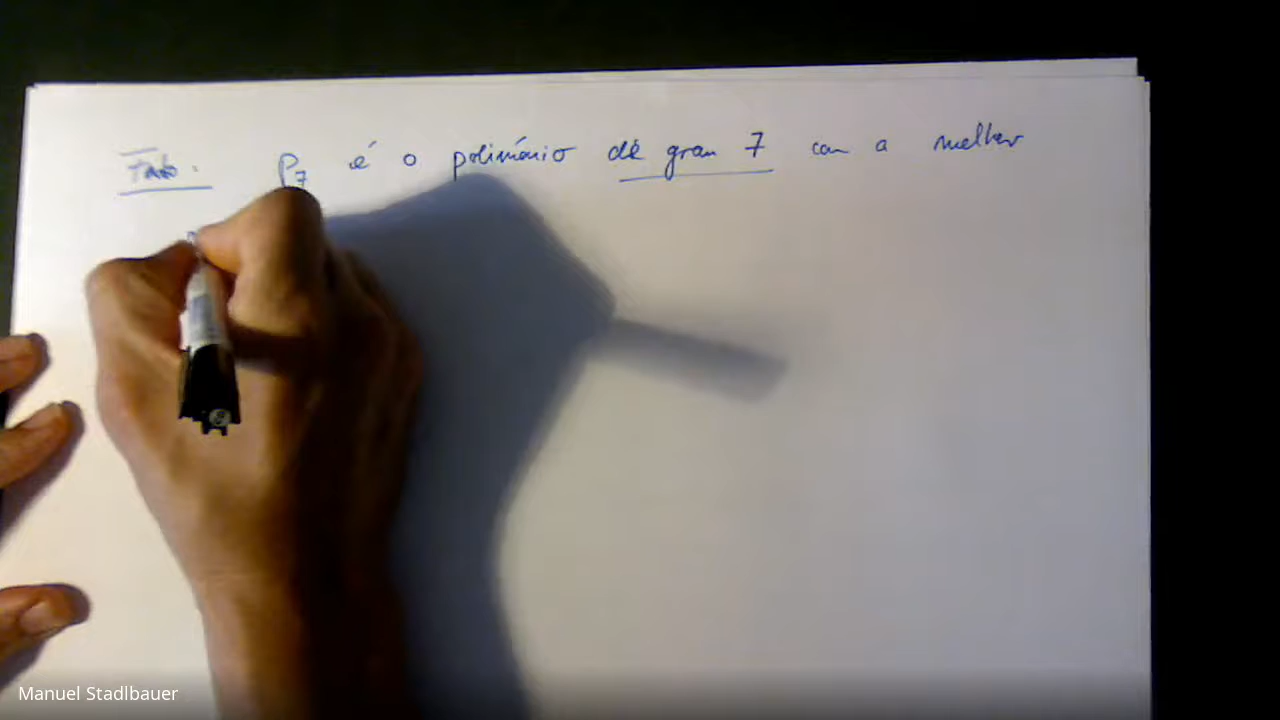 Fato. P7 é o polinómio de grau 7 com a melhor
Manuel Stadlbauer